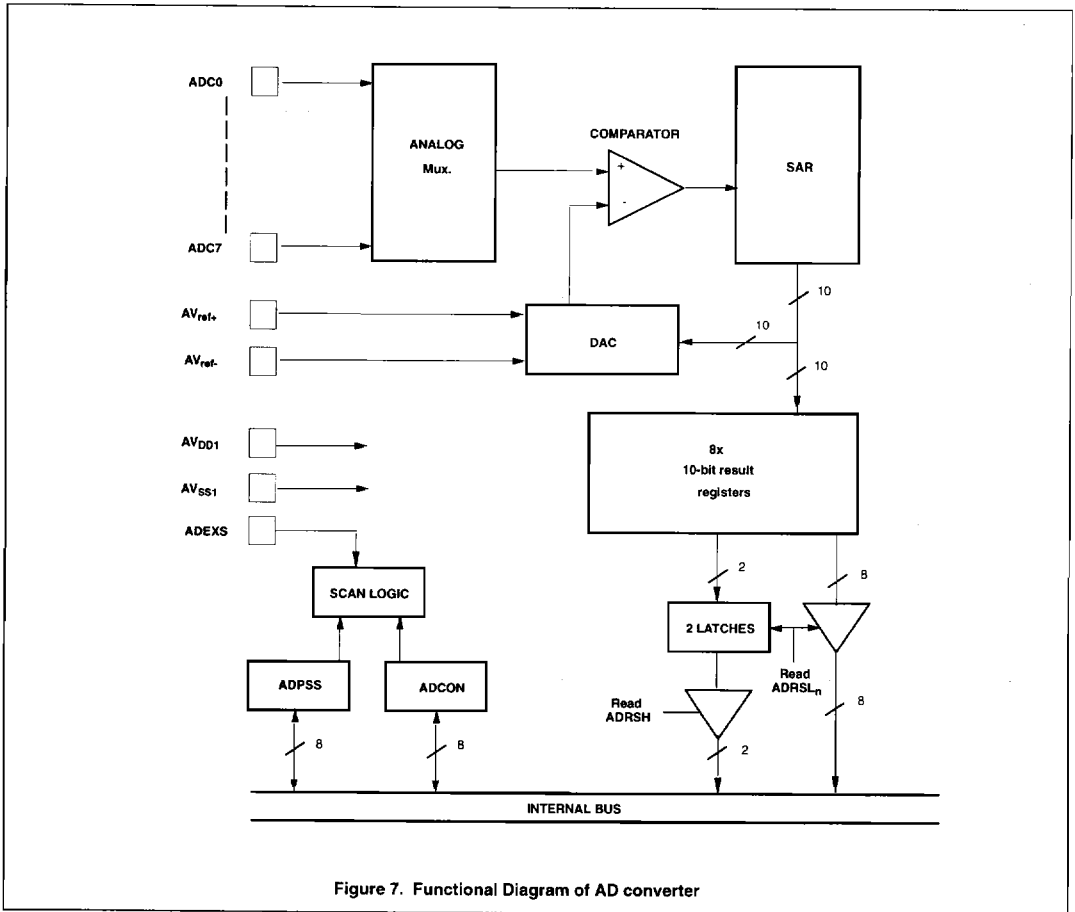 ADC0
ANALOG
Mux.
COMPARATOR
+
-
SAR
ADC7
10
AVref+
AVref-
DAC
10
10
8x
10-bit result
registers
AVDD1
AVSS1
ADEXS
SCAN LOGIC
2
8
2 LATCHES
ADPSS
ADCON
Read
ADRSLn
Read
ADRSH
8
8
8
2
INTERNAL BUS
Figure 7. Functional Diagram of AD converter